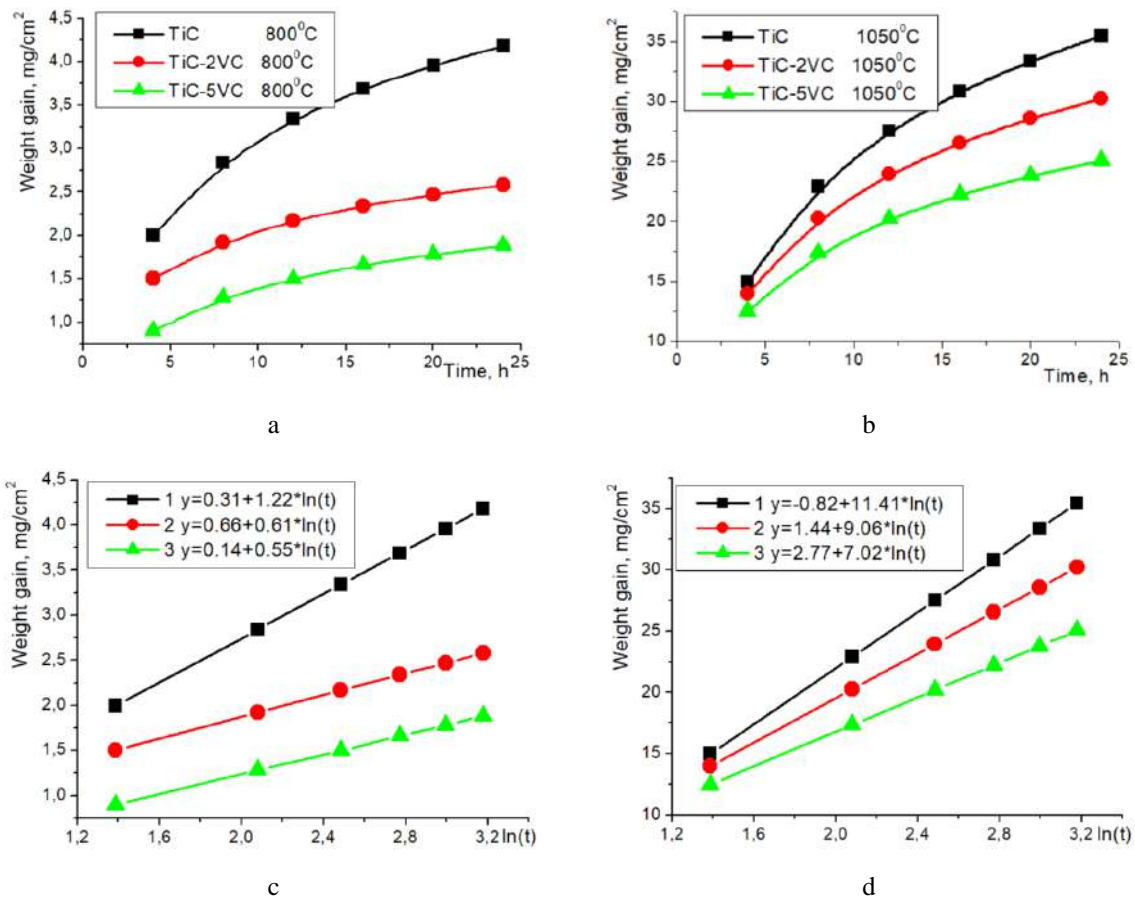 4,5
4,0
3,5
3,0
2,5
2,0
1,5
1,0
Weight gain, mg/cm²
TiC 800⁰C
TiC-2VC 800⁰C
TiC-5VC 800⁰C
0 5 10 15 20 25
Time, h
a
35
30
25
20
15
10
Weight gain, mg/cm²
TiC 1050⁰C
TiC-2VC 1050⁰C
TiC-5VC 1050⁰C
0 5 10 15 20 25
Time, h
b
4,5
4,0
3,5
3,0
2,5
2,0
1,5
1,0
Weight gain, mg/cm²
1 y=0.31+1.22*ln(t)
2 y=0.66+0.61*ln(t)
3 y=0.14+0.55*ln(t)
1,2 1,6 2,0 2,4 2,8 3,2 ln(t)
c
35
30
25
20
15
10
Weight gain, mg/cm²
1 y=-0.82+11.41*ln(t)
2 y=1.44+9.06*ln(t)
3 y=2.77+7.02*ln(t)
1,2 1,6 2,0 2,4 2,8 3,2 ln(t)
d